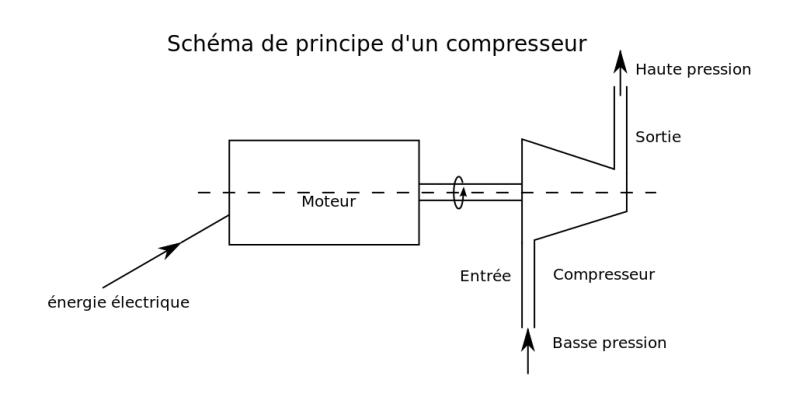 Schéma de principe d'un compresseur
Haute pression
Sortie
Moteur
Entrée
Compresseur
énergie électrique
Basse pression